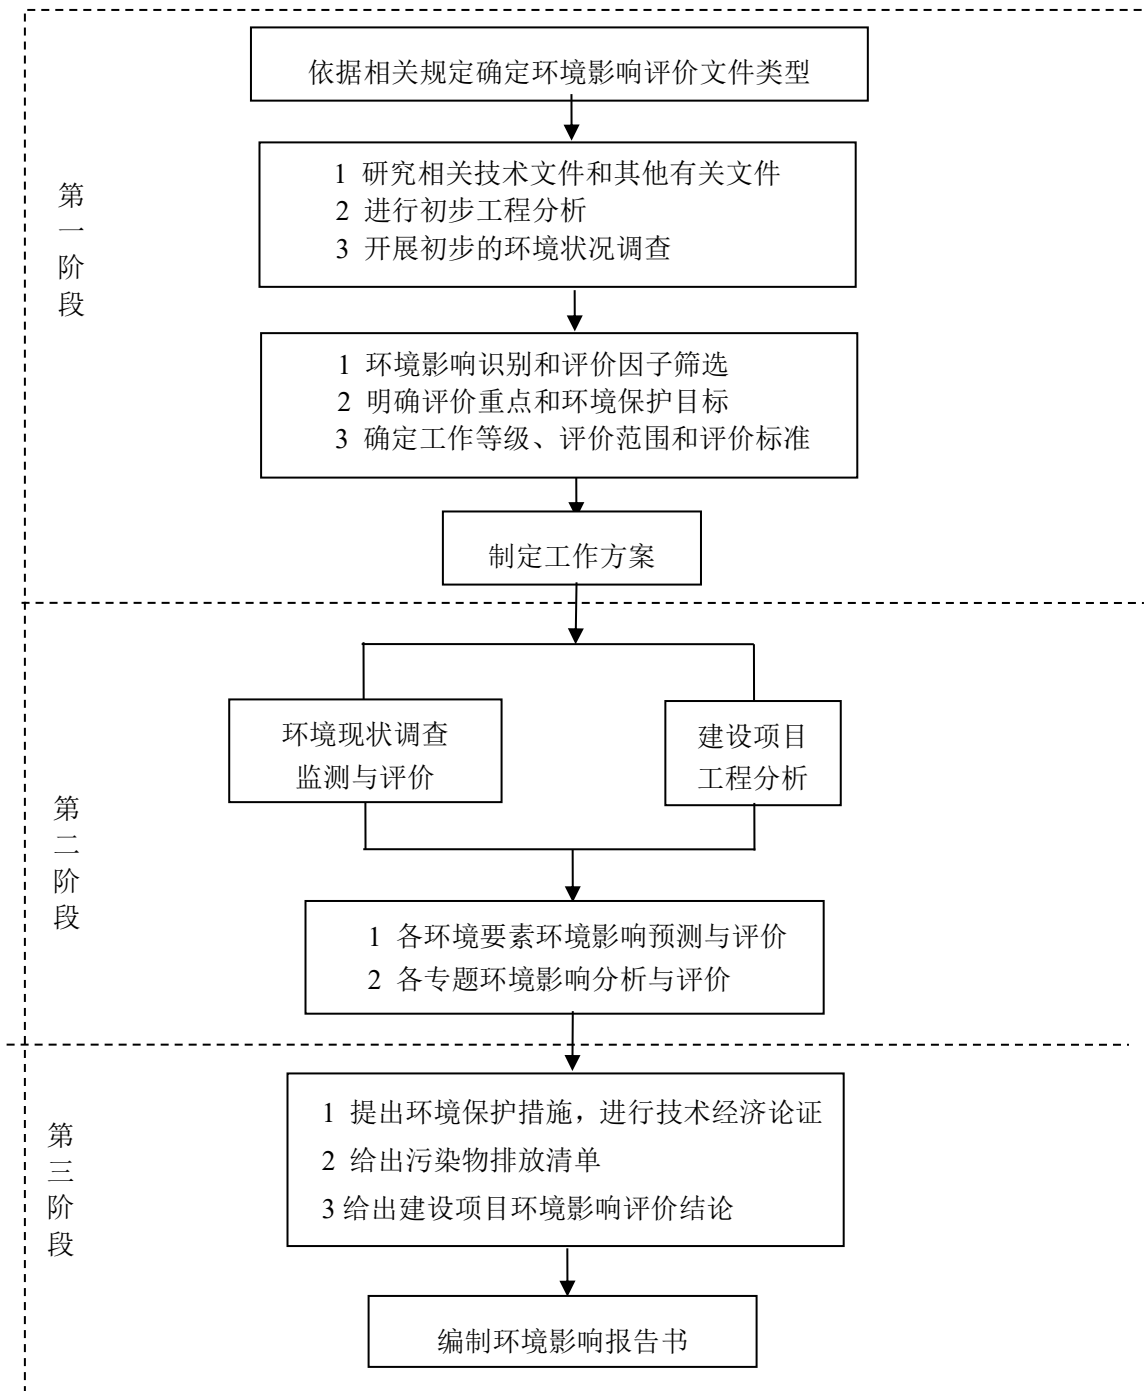 依据相关规定确定环境影响评价文件类型
第一阶段
1 研究相关技术文件和其他有关文件
2 进行初步工程分析
3 开展初步的环境状况调查
1 环境影响识别和评价因子筛选
2 明确评价重点和环境保护目标
3 确定工作等级、评价范围和评价标准
制定工作方案
第二阶段
环境现状调查
监测与评价
建设项目
工程分析
1 各环境要素环境影响预测与评价
2 各专题环境影响分析与评价
第三阶段
1 提出环境保护措施，进行技术经济论证
2 给出污染物排放清单
3 给出建设项目环境影响评价结论
编制环境影响报告书